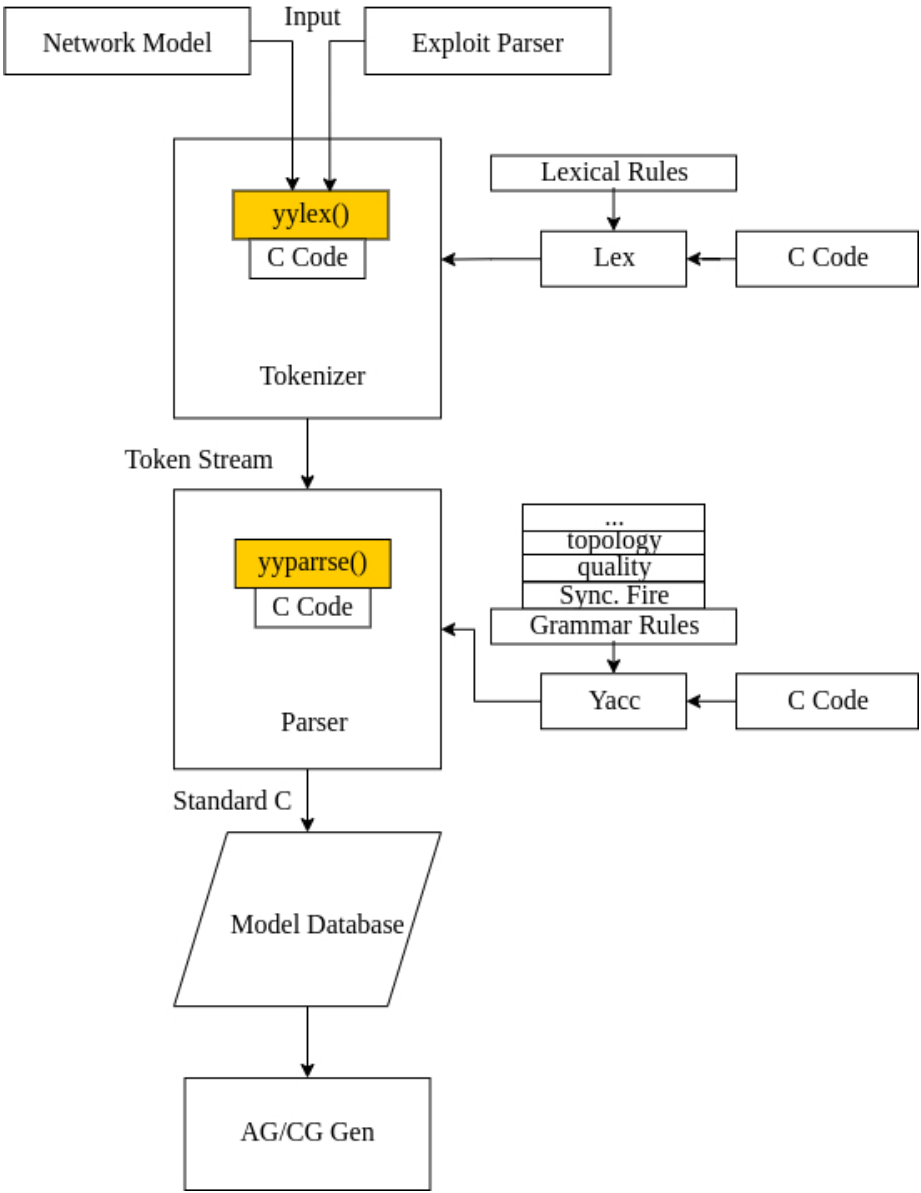 Input
Network Model
Exploit Parser
Lexical Rules
yylex()
C Code
Lex
C Code
Tokenizer
Token Stream
...
topology
quality
Sync. Fire
Grammar Rules
yyparrse()
C Code
Yacc
C Code
Parser
Standard C
Model Database
AG/CG Gen